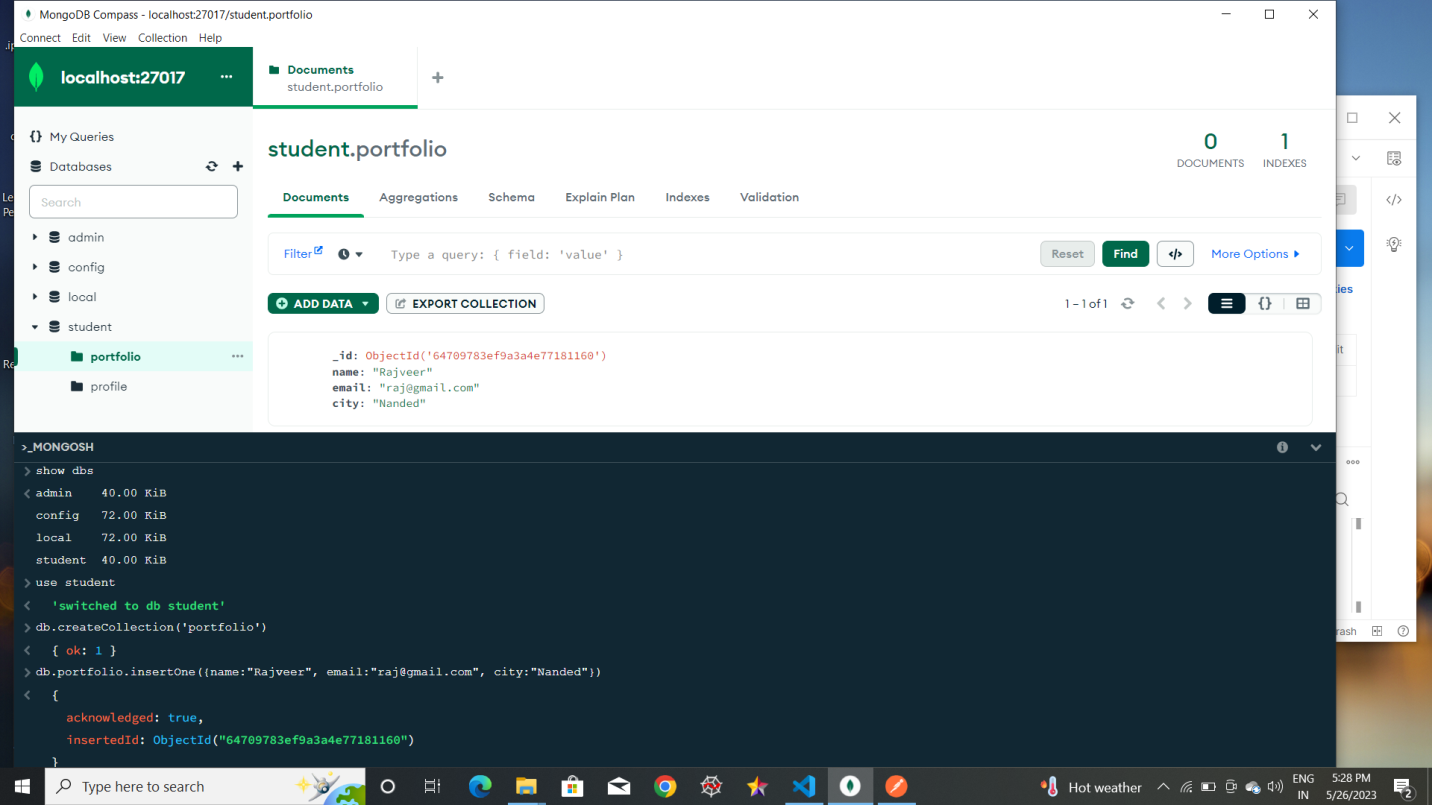 MongoDB Compass - localhost:27017/student.portfolio
Connect Edit View Collection Help
localhost:27017 ...
Documents
student.portfolio
My Queries
Databases
Search
admin
config
local
student
portfolio
profile
student.portfolio
0
DOCUMENTS
1
INDEXES
Documents Aggregations Schema Explain Plan Indexes Validation
Filter
Type a query: { field: 'value' }
Reset
Find
</>
More Options
ADD DATA
EXPORT COLLECTION
1 – 1 of 1
{}
_id: ObjectId('64709783ef9a3a4e77181160')
name: "Rajveer"
email: "raj@gmail.com"
city: "Nanded"
>_MONGOSH
show dbs
admin 40.00 KiB
config 72.00 KiB
local 72.00 KiB
student 40.00 KiB
use student
'switched to db student'
db.createCollection('portfolio')
{ ok: 1 }
db.portfolio.insertOne({name:"Rajveer", email:"raj@gmail.com", city:"Nanded"})
{
acknowledged: true,
insertedId: ObjectId("64709783ef9a3a4e77181160")
}
</>
ies
it
rash
Type here to search
Hot weather
ENG
IN
5:28 PM
5/26/2023
2